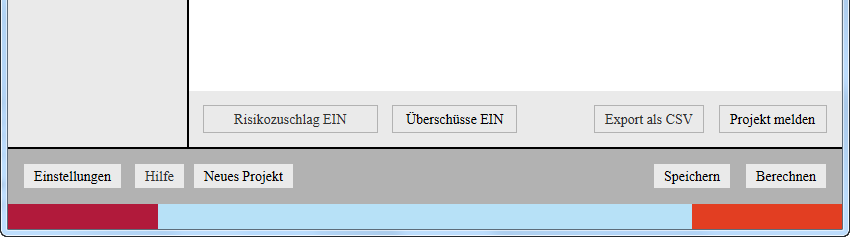 Risikozuschlag EIN
Überschüsse EIN
Export als CSV
Projekt melden
Einstellungen
Hilfe
Neues Projekt
Speichern
Berechnen